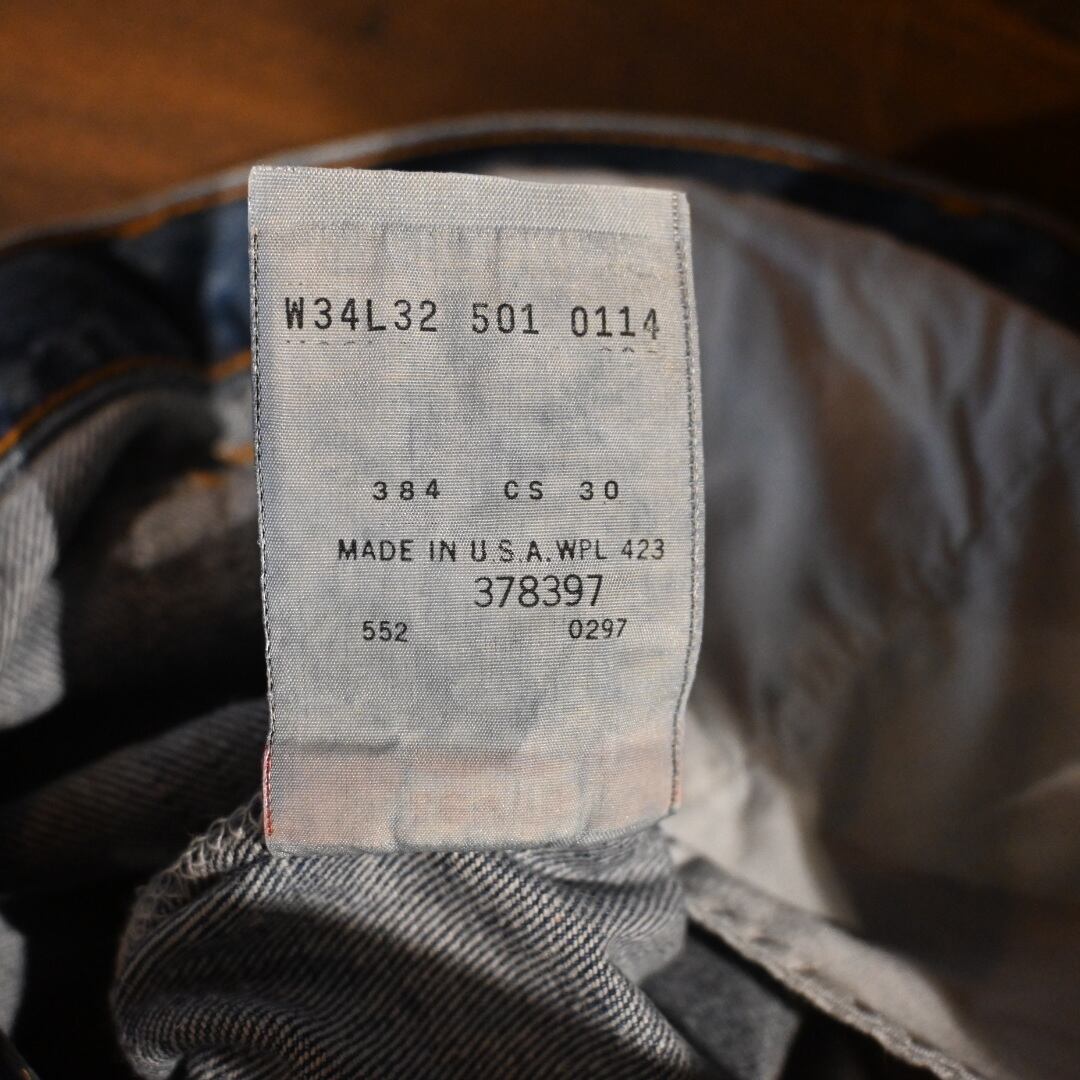 W34L32 501 0114
384 CS 30
MADE IN U.S.A. WPL 423
378397
552 0297